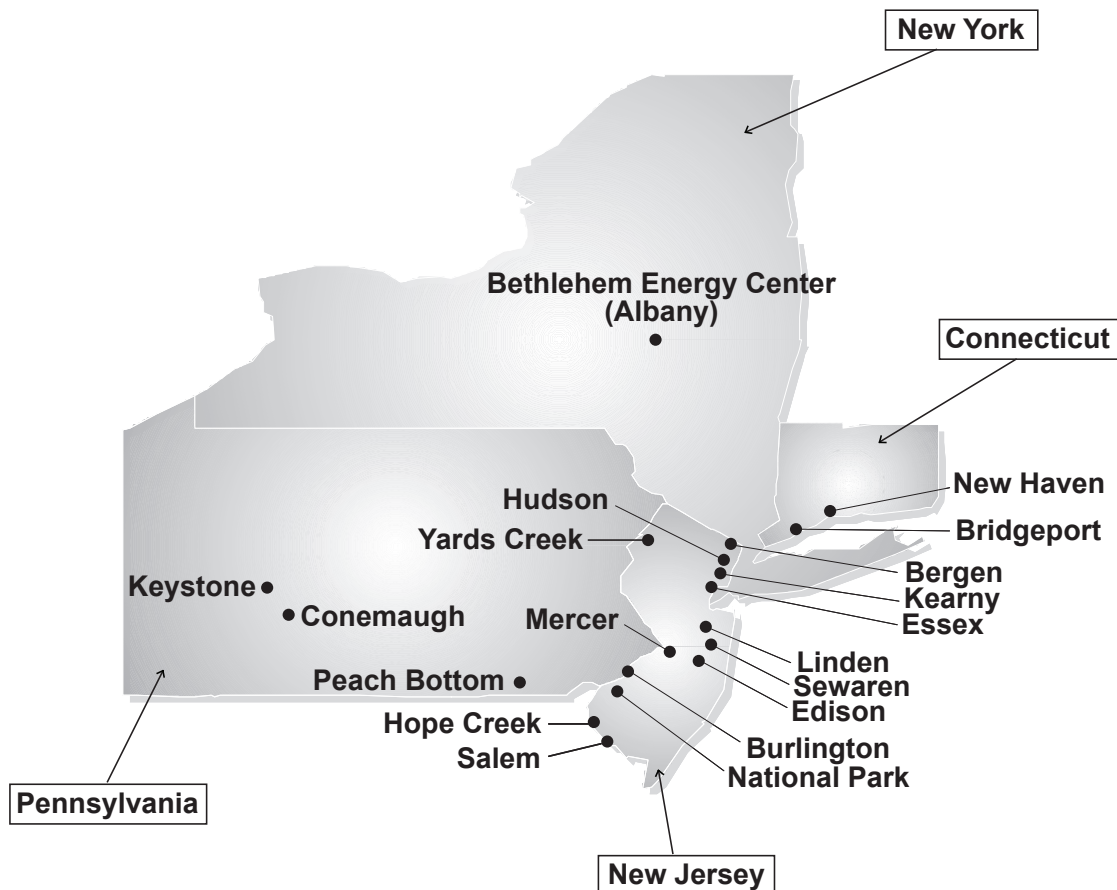 New York
Bethlehem Energy Center
(Albany)
Connecticut
New Haven
Hudson
Bridgeport
Yards Creek
Bergen
Keystone
Kearny
Conemaugh
Essex
Mercer
Linden
Peach Bottom
Sewaren
Edison
Hope Creek
Burlington
Salem
National Park
Pennsylvania
New Jersey